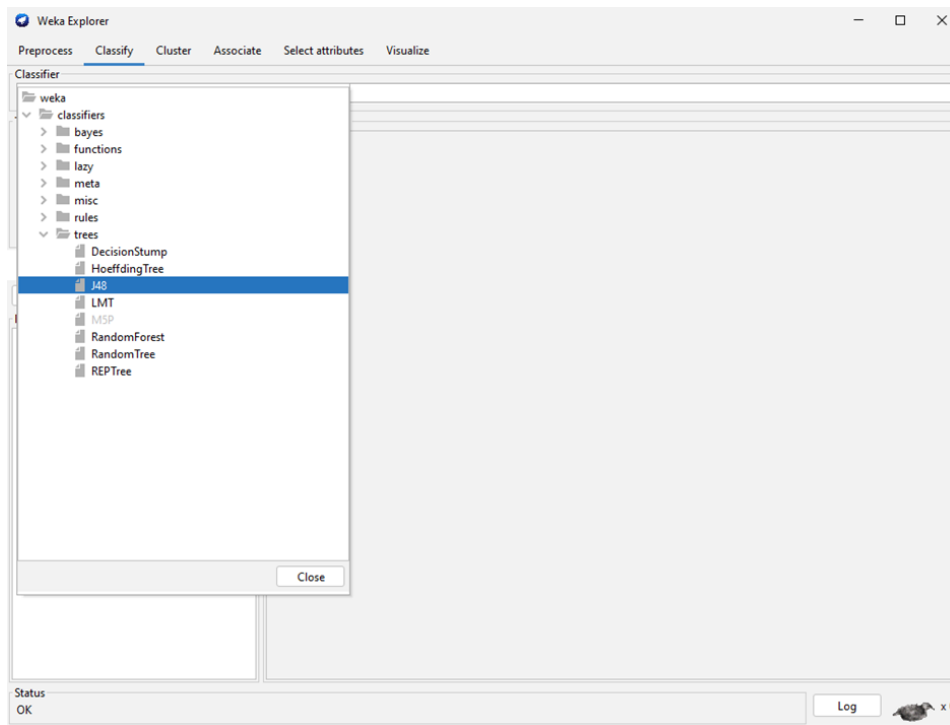 Weka Explorer
Preprocess Classify Cluster Associate Select attributes Visualize
Classifier
weka
classifiers
bayes
functions
lazy
meta
misc
rules
trees
DecisionStump
HoeffdingTree
J48
LMT
M5P
RandomForest
RandomTree
REPTree
Close
Status
OK
Log
x